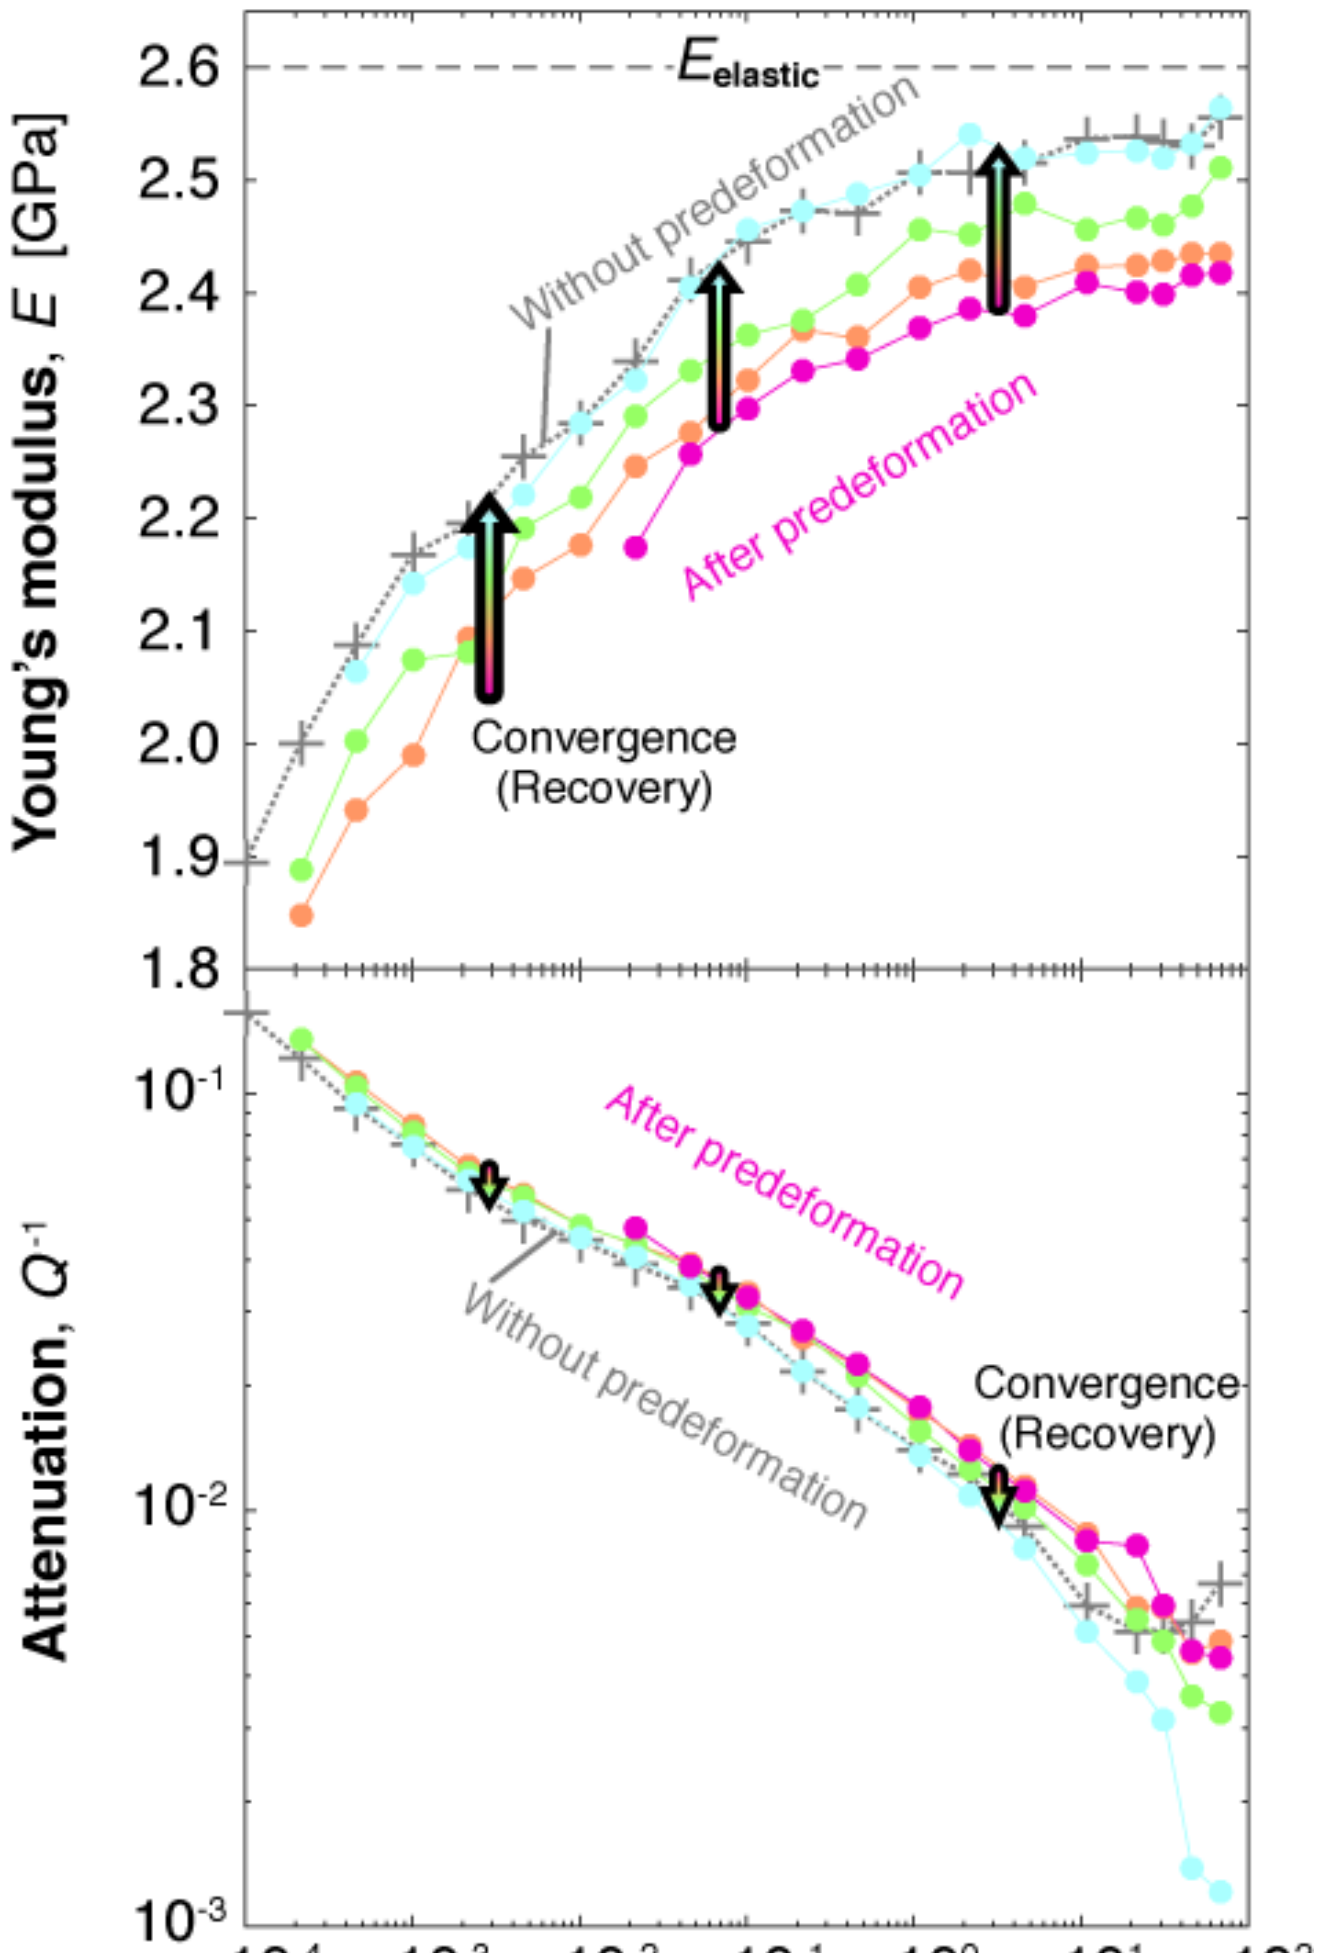 Young's modulus, E [GPa]
2.6
2.5
2.4
2.3
2.2
2.1
2.0
1.9
1.8
Eelastic
Without predeformation
After predeformation
Convergence
(Recovery)
Attenuation, Q-1
10-1
10-2
10-3
After predeformation
Without predeformation
Convergence
(Recovery)